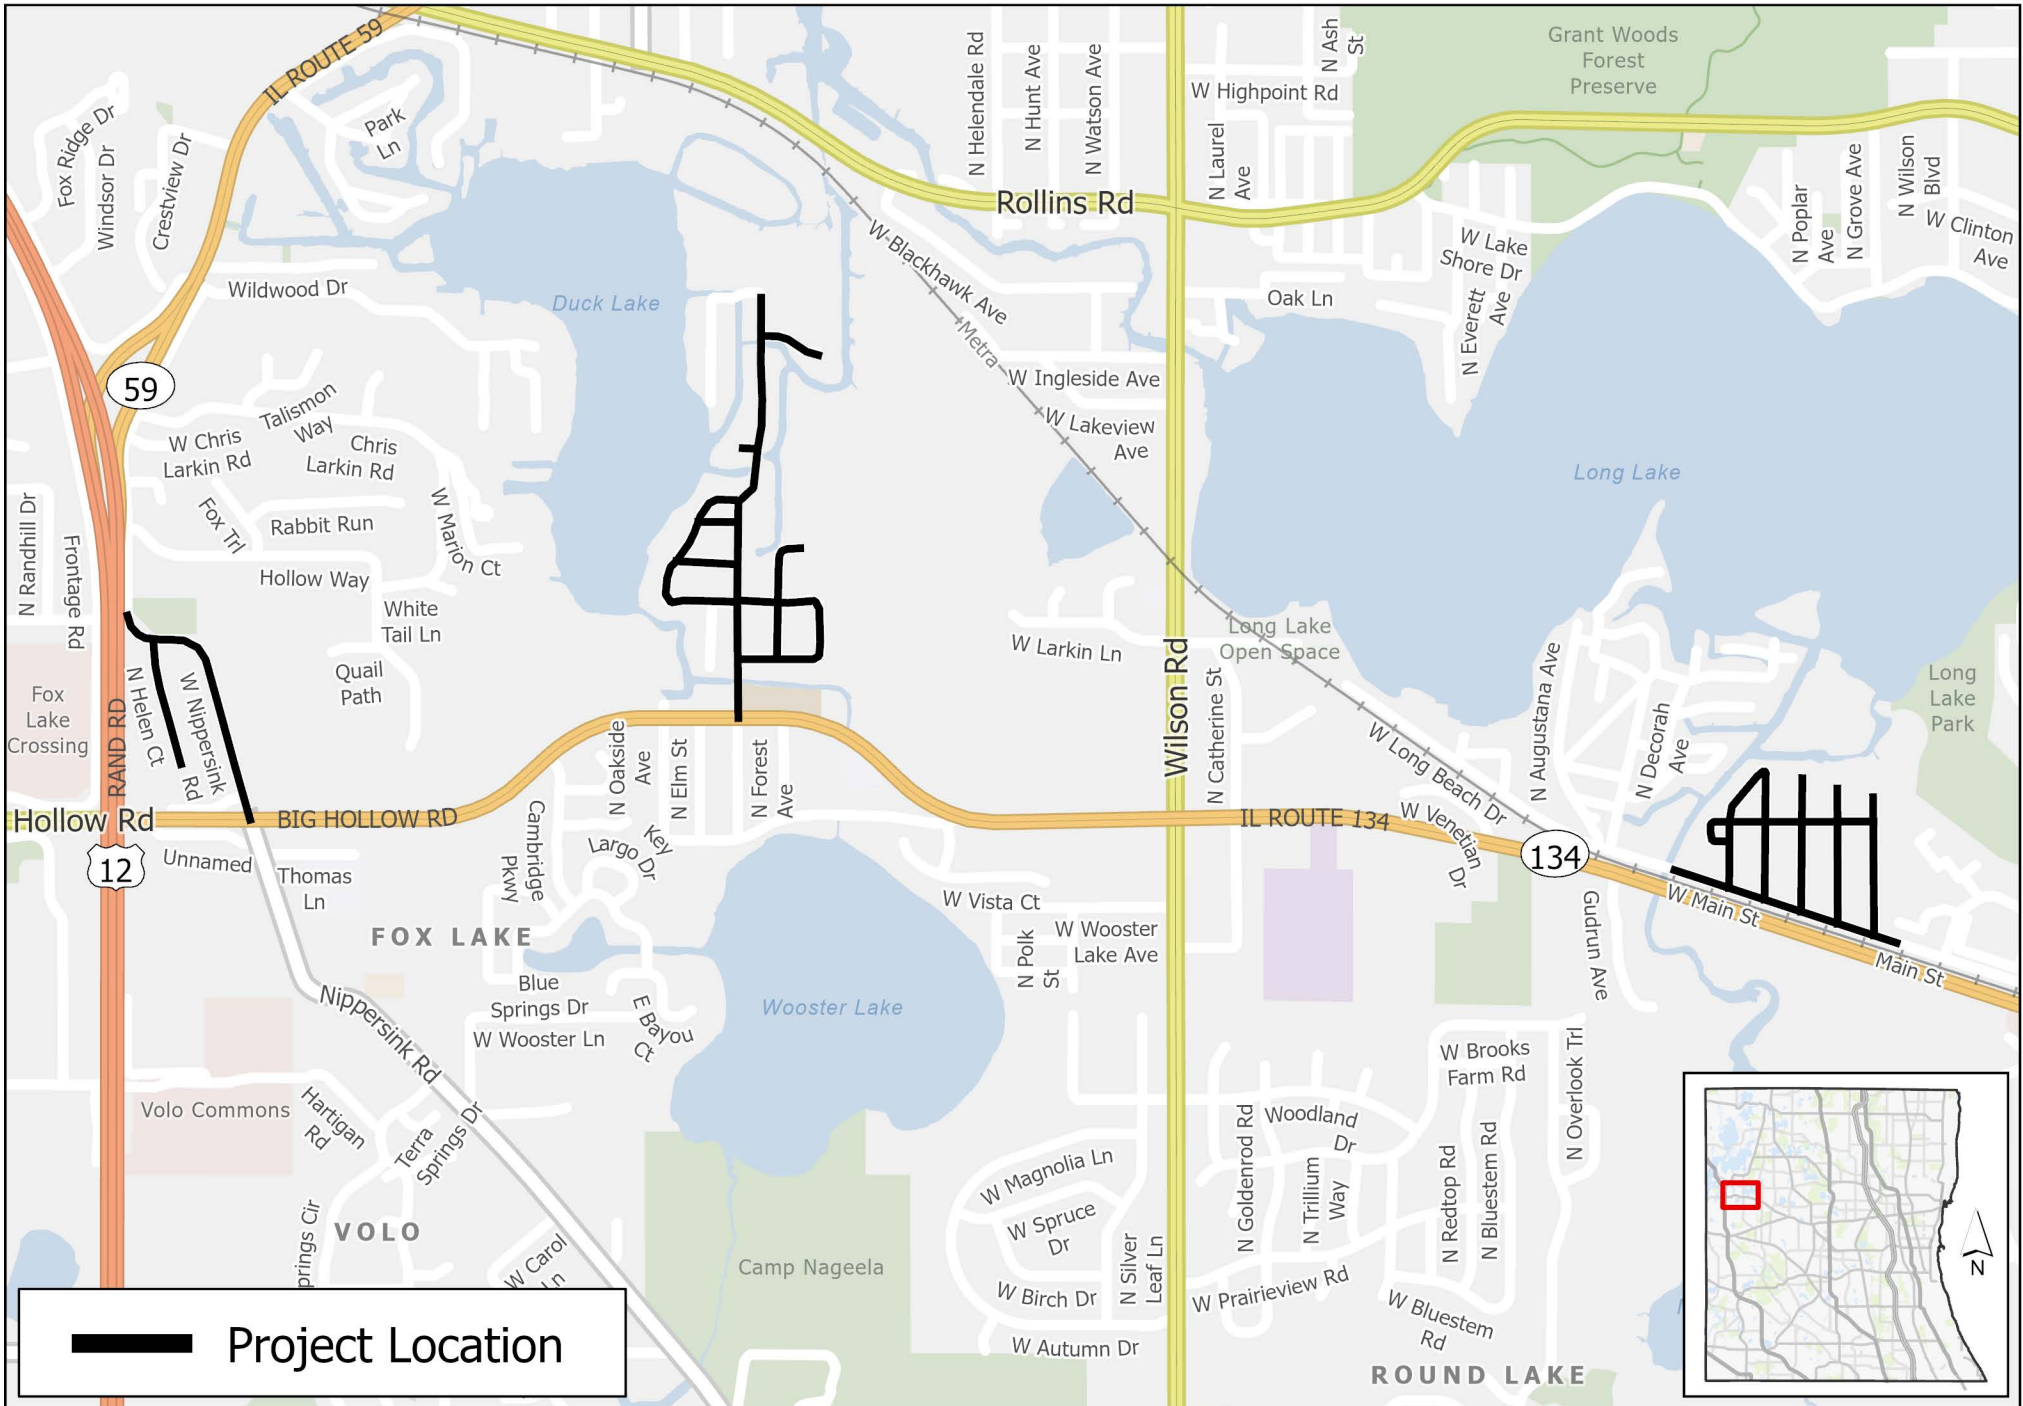 IL ROUTE 59
Fox Ridge Dr
Windsor Dr
Crestview Dr
Park
Ln
N Helendale Rd
N Hunt Ave
N Watson Ave
N Ash
St
W Highpoint Rd
N Laurel
Ave
Grant Woods
Forest
Preserve
Rollins Rd
N Poplar
Ave
N Grove Ave
N Wilson
Blvd
W Clinton
Ave
W Lake
Shore Dr
N Everett
Ave
Oak Ln
W Blackhawk Ave
Metra
Wildwood Dr
Duck Lake
59
W Ingleside Ave
W Lakeview
Ave
Long Lake
Talismon
Way
W Chris
Larkin Rd
Chris
Larkin Rd
Fox Trl
Rabbit Run
W Marion Ct
Hollow Way
White
Tail Ln
Quail
Path
N Randhill Dr
Frontage Rd
Fox
Lake
Crossing
RAND RD
N Helen Ct
W Nippersink
Rd
W Larkin Ln
Wilson Rd
Long Lake
Open Space
N Catherine St
W Long Beach Dr
N Augustana Ave
N Decorah
Ave
Long
Lake
Park
Hollow Rd
BIG HOLLOW RD
N Oakside
Ave
N Elm St
N Forest
Ave
IL ROUTE 134
W Venetian
Dr
134
W Main St
Main St
Gudrun Ave
12
Unnamed
Thomas
Ln
Cambridge
Pkwy
Key
Largo Dr
FOX LAKE
W Vista Ct
N Polk
St
W Wooster
Lake Ave
Blue
Springs Dr
W Wooster Ln
E Bayou
Ct
Wooster Lake
Nippersink Rd
Volo Commons
Hartigan
Rd
Terra
Springs Dr
W Brooks
Farm Rd
N Overlook Trl
Woodland
Dr
N Goldenrod Rd
N Trillium
Way
N Redtop Rd
N Bluestem Rd
W Magnolia Ln
W Spruce
Dr
N Silver
Leaf Ln
W Birch Dr
W Autumn Dr
W Prairieview Rd
W Bluestem
Rd
VOLO
prings Cir
W Carol
Ln
Camp Nageela
ROUND LAKE
Project Location
N